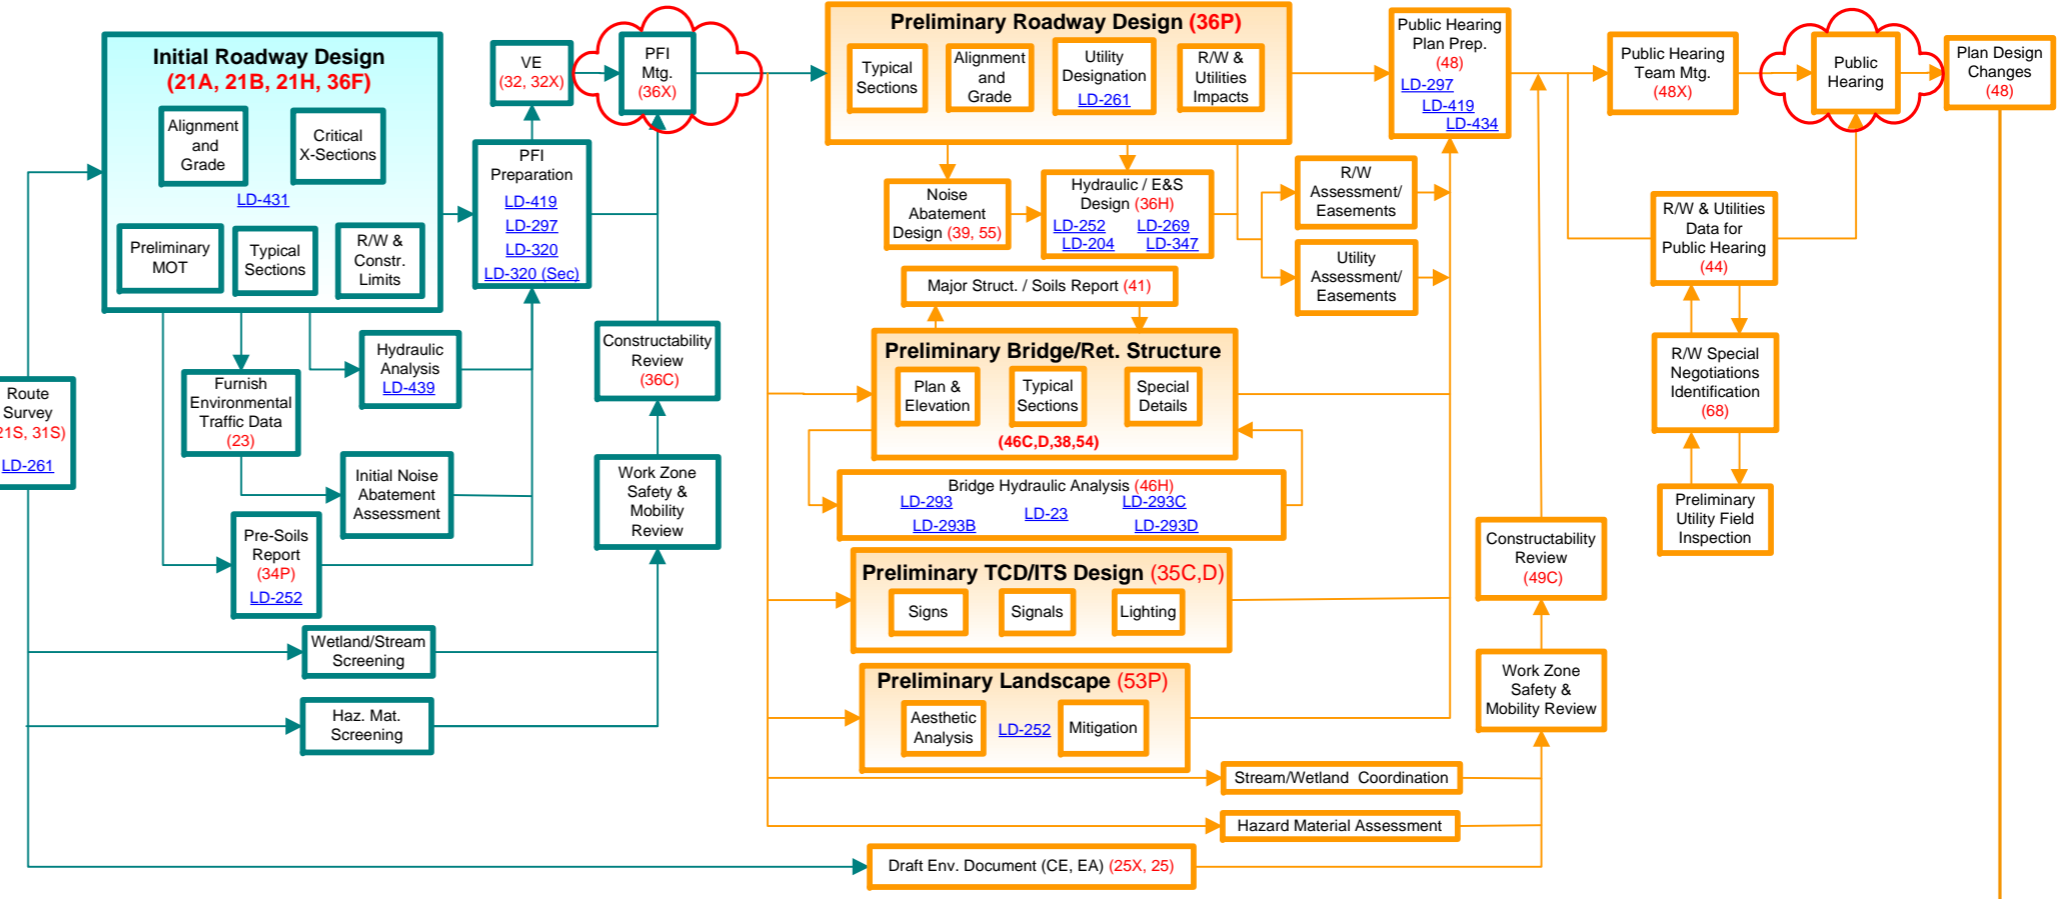 Route
Survey
21S, 31S)
LD-261
Initial Roadway Design
(21A, 21B, 21H, 36F)
Alignment
and
Grade
Critical
X-Sections
LD-431
Preliminary
MOT
Typical
Sections
R/W &
Constr.
Limits
Furnish
Environmental
Traffic Data
(23)
Hydraulic
Analysis
LD-439
Initial Noise
Abatement
Assessment
Pre-Soils
Report
(34P)
LD-252
Wetland/Stream
Screening
Haz. Mat.
Screening
VE
(32, 32X)
PFI
Preparation
LD-419
LD-297
LD-320
LD-320 (Sec)
PFI
Mtg.
(36X)
Constructability
Review
(36C)
Work Zone
Safety &
Mobility
Review
Preliminary Roadway Design (36P)
Typical
Sections
Alignment
and
Grade
Utility
Designation
LD-261
R/W &
Utilities
Impacts
Noise
Abatement
Design (39, 55)
Hydraulic / E&S
Design (36H)
LD-252 LD-269
LD-204 LD-347
R/W
Assessment/
Easements
Utility
Assessment/
Easements
Major Struct. / Soils Report (41)
Preliminary Bridge/Ret. Structure
Plan &
Elevation
Typical
Sections
Special
Details
(46C,D,38,54)
Bridge Hydraulic Analysis (46H)
LD-293 LD-293C
LD-23
LD-293B LD-293D
Preliminary TCD/ITS Design (35C,D)
Signs
Signals
Lighting
Preliminary Landscape (53P)
Aesthetic
Analysis
LD-252
Mitigation
Stream/Wetland Coordination
Hazard Material Assessment
Draft Env. Document (CE, EA) (25X, 25)
Public Hearing
Plan Prep.
(48)
LD-297
LD-419
LD-434
Constructability
Review
(49C)
Work Zone
Safety &
Mobility Review
Public Hearing
Team Mtg.
(48X)
R/W & Utilities
Data for
Public Hearing
(44)
R/W Special
Negotiations
Identification
(68)
Preliminary
Utility Field
Inspection
Public
Hearing
Plan Design
Changes
(48)